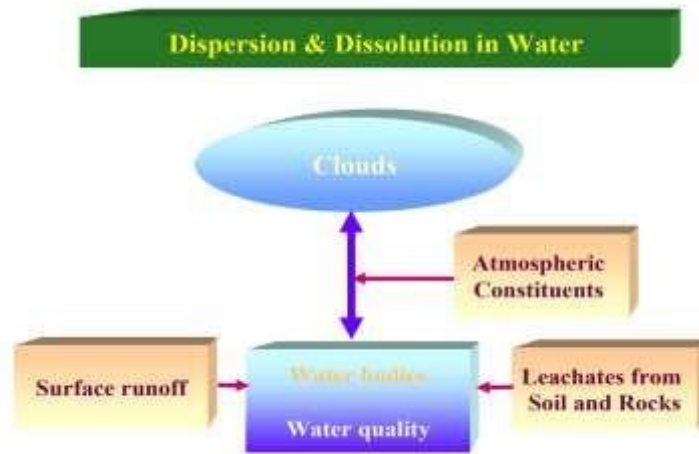 Dispersion & Dissolution in Water
Clouds
Atmospheric
Constituents
Surface runoff
Water bodies
Water quality
Leachates from
Soil and Rocks